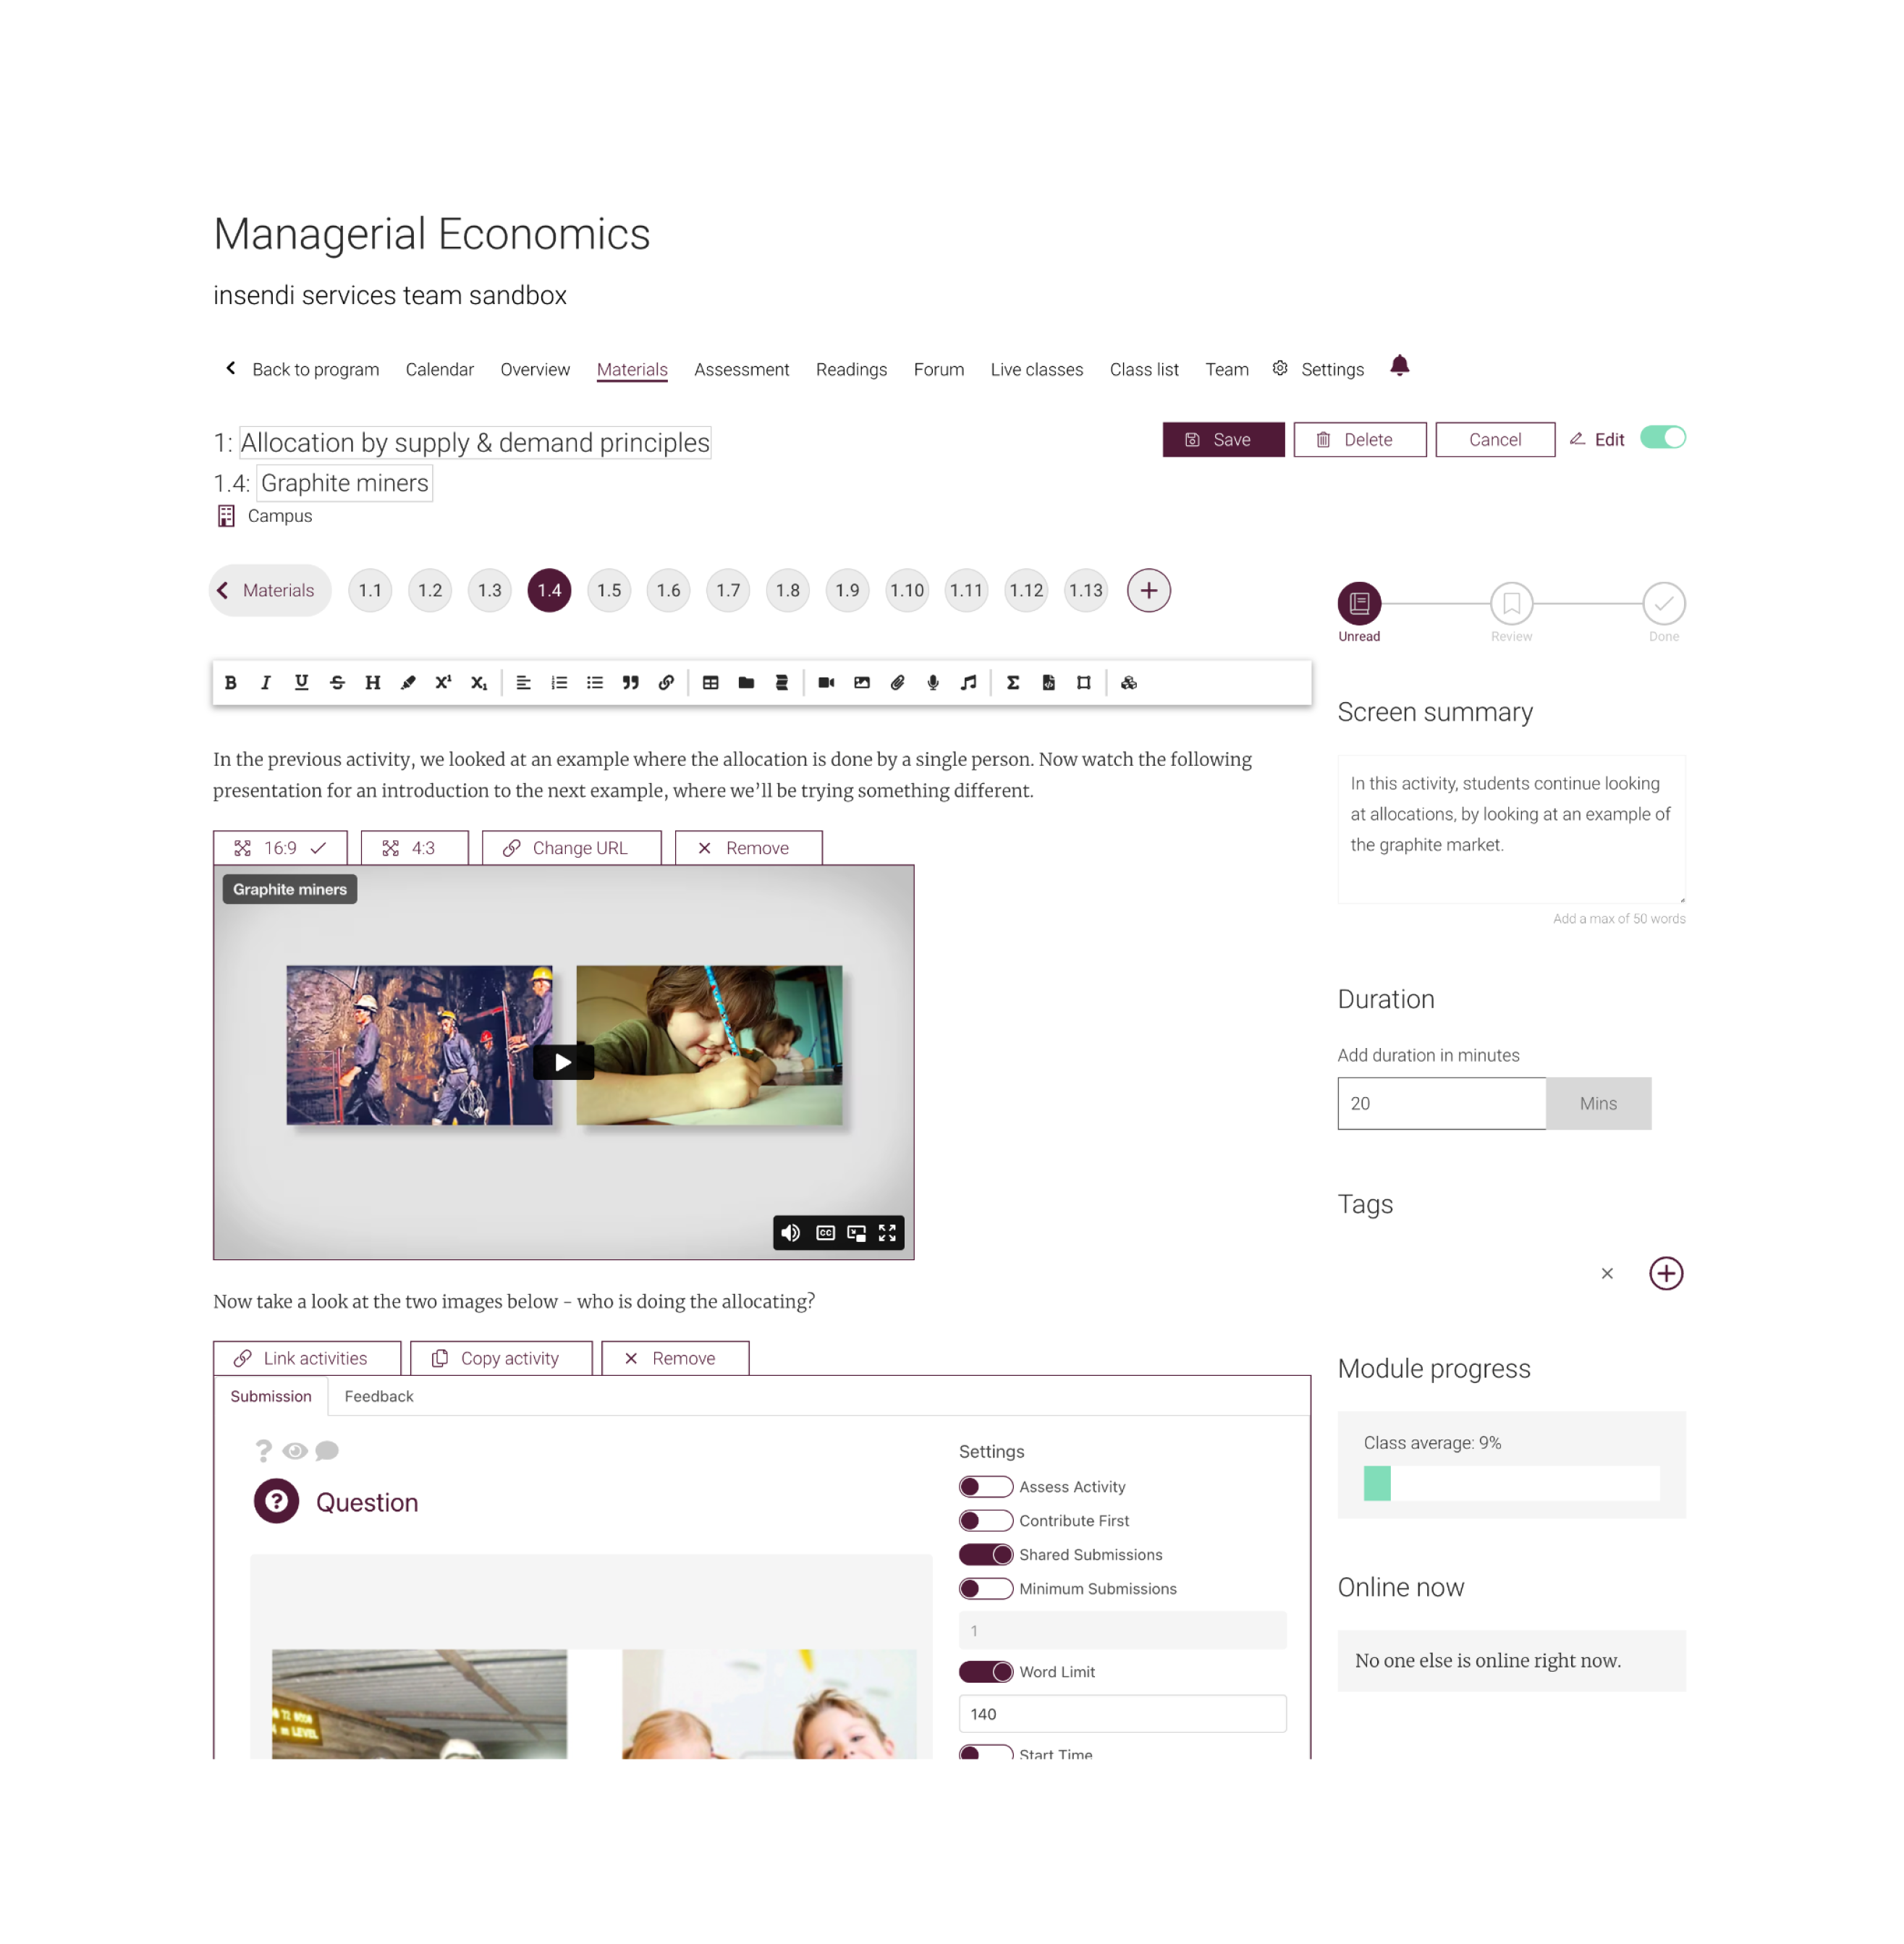 Managerial Economics
insendi services team sandbox
Back to program Calendar Overview Materials Assessment Readings Forum Live classes Class list Team Settings
1: Allocation by supply & demand principles
Save Delete Cancel Edit
1.4: Graphite miners
Campus
Materials 1.1 1.2 1.3 1.4 1.5 1.6 1.7 1.8 1.9 1.10 1.11 1.12 1.13 +
Unread Review Done
B I U S H X¹ X₁ Σ
In the previous activity, we looked at an example where the allocation is done by a single person. Now watch the following
presentation for an introduction to the next example, where we’ll be trying something different.
16:9 4:3 Change URL Remove
Graphite miners
CC
Now take a look at the two images below - who is doing the allocating?
Link activities Copy activity Remove
Submission Feedback
Question
Settings
Assess Activity
Contribute First
Shared Submissions
Minimum Submissions
1
Word Limit
140
Start Time
LEVEL
Screen summary
In this activity, students continue looking
at allocations, by looking at an example of
the graphite market.
Add a max of 50 words
Duration
Add duration in minutes
20 Mins
Tags
Module progress
Class average: 9%
Online now
No one else is online right now.